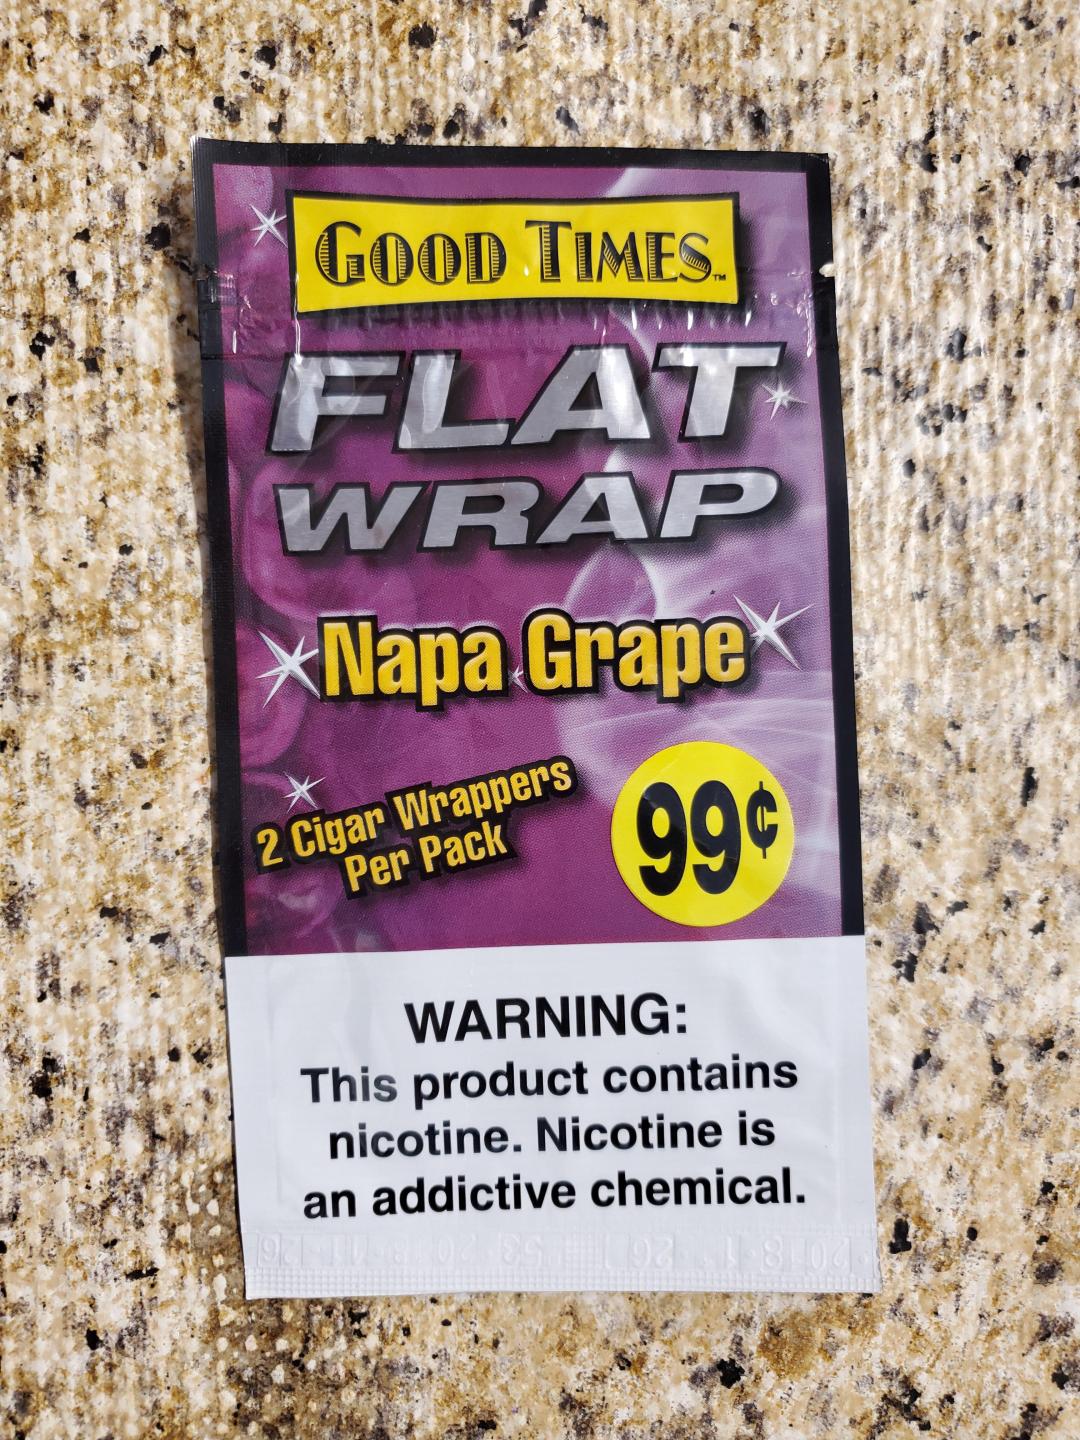 GOOD TIMES™
FLAT
WRAP
Napa Grape
2 Cigar Wrappers
Per Pack
99¢
WARNING:
This product contains
nicotine. Nicotine is
an addictive chemical.